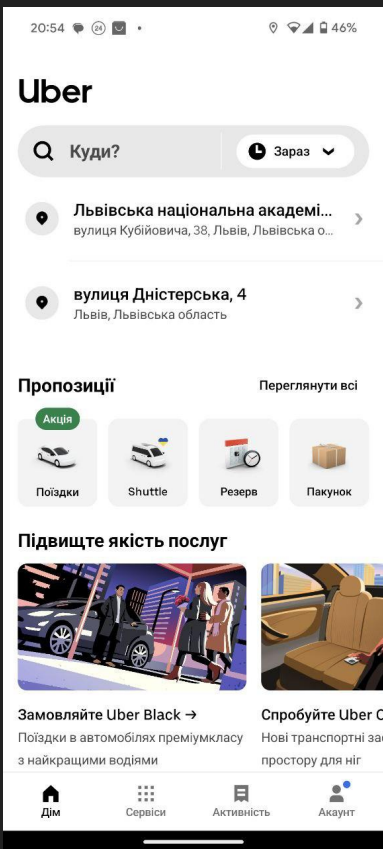 20:54 24 46%
Uber
Куди? Зараз
Львівська національна академі...
вулиця Кубійовича, 38, Львів, Львівська о...
вулиця Дністерська, 4
Львів, Львівська область
Пропозиції Переглянути всі
Акція
Поїздки Shuttle Резерв Пакунок
Підвищте якість послуг
Замовляйте Uber Black → Спробуйте Uber C
Поїздки в автомобілях преміумкласу Нові транспортні зас
з найкращими водіями простору для ніг
Дім Сервіси Активність Акаунт